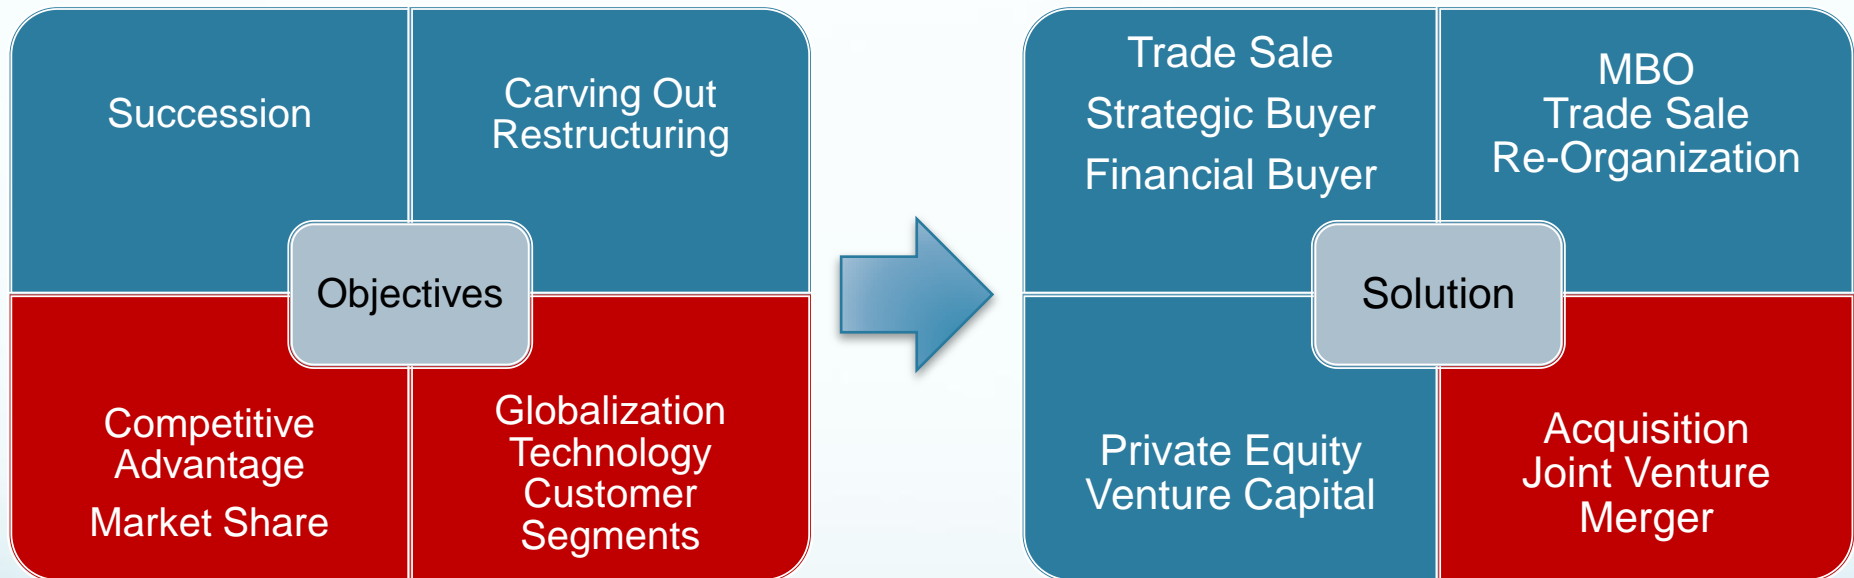 Succession
Carving Out
Restructuring
Objectives
Competitive
Advantage
Market Share
Globalization
Technology
Customer
Segments
Trade Sale
Strategic Buyer
Financial Buyer
MBO
Trade Sale
Re-Organization
Solution
Private Equity
Venture Capital
Acquisition
Joint Venture
Merger